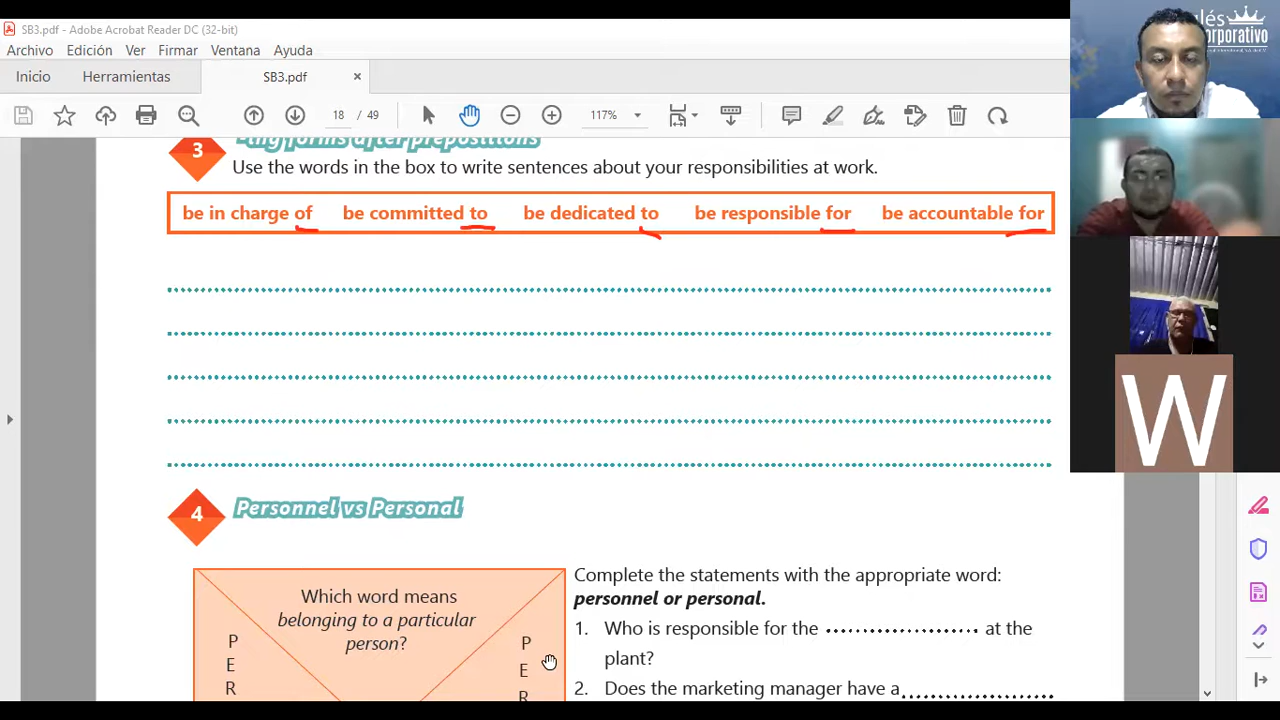 SB3.pdf - Adobe Acrobat Reader DC (32-bit)
Archivo Edición Ver Firmar Ventana Ayuda
Inicio Herramientas SB3.pdf ×
18 / 49 117%
3 -ing forms after prepositions
Use the words in the box to write sentences about your responsibilities at work.
be in charge of be committed to be dedicated to be responsible for be accountable for
4 Personnel vs Personal
Which word means
belonging to a particular
person?
P
E
R
P
E
R
Complete the statements with the appropriate word:
personnel or personal.
1. Who is responsible for the at the
plant?
2. Does the marketing manager have a
W